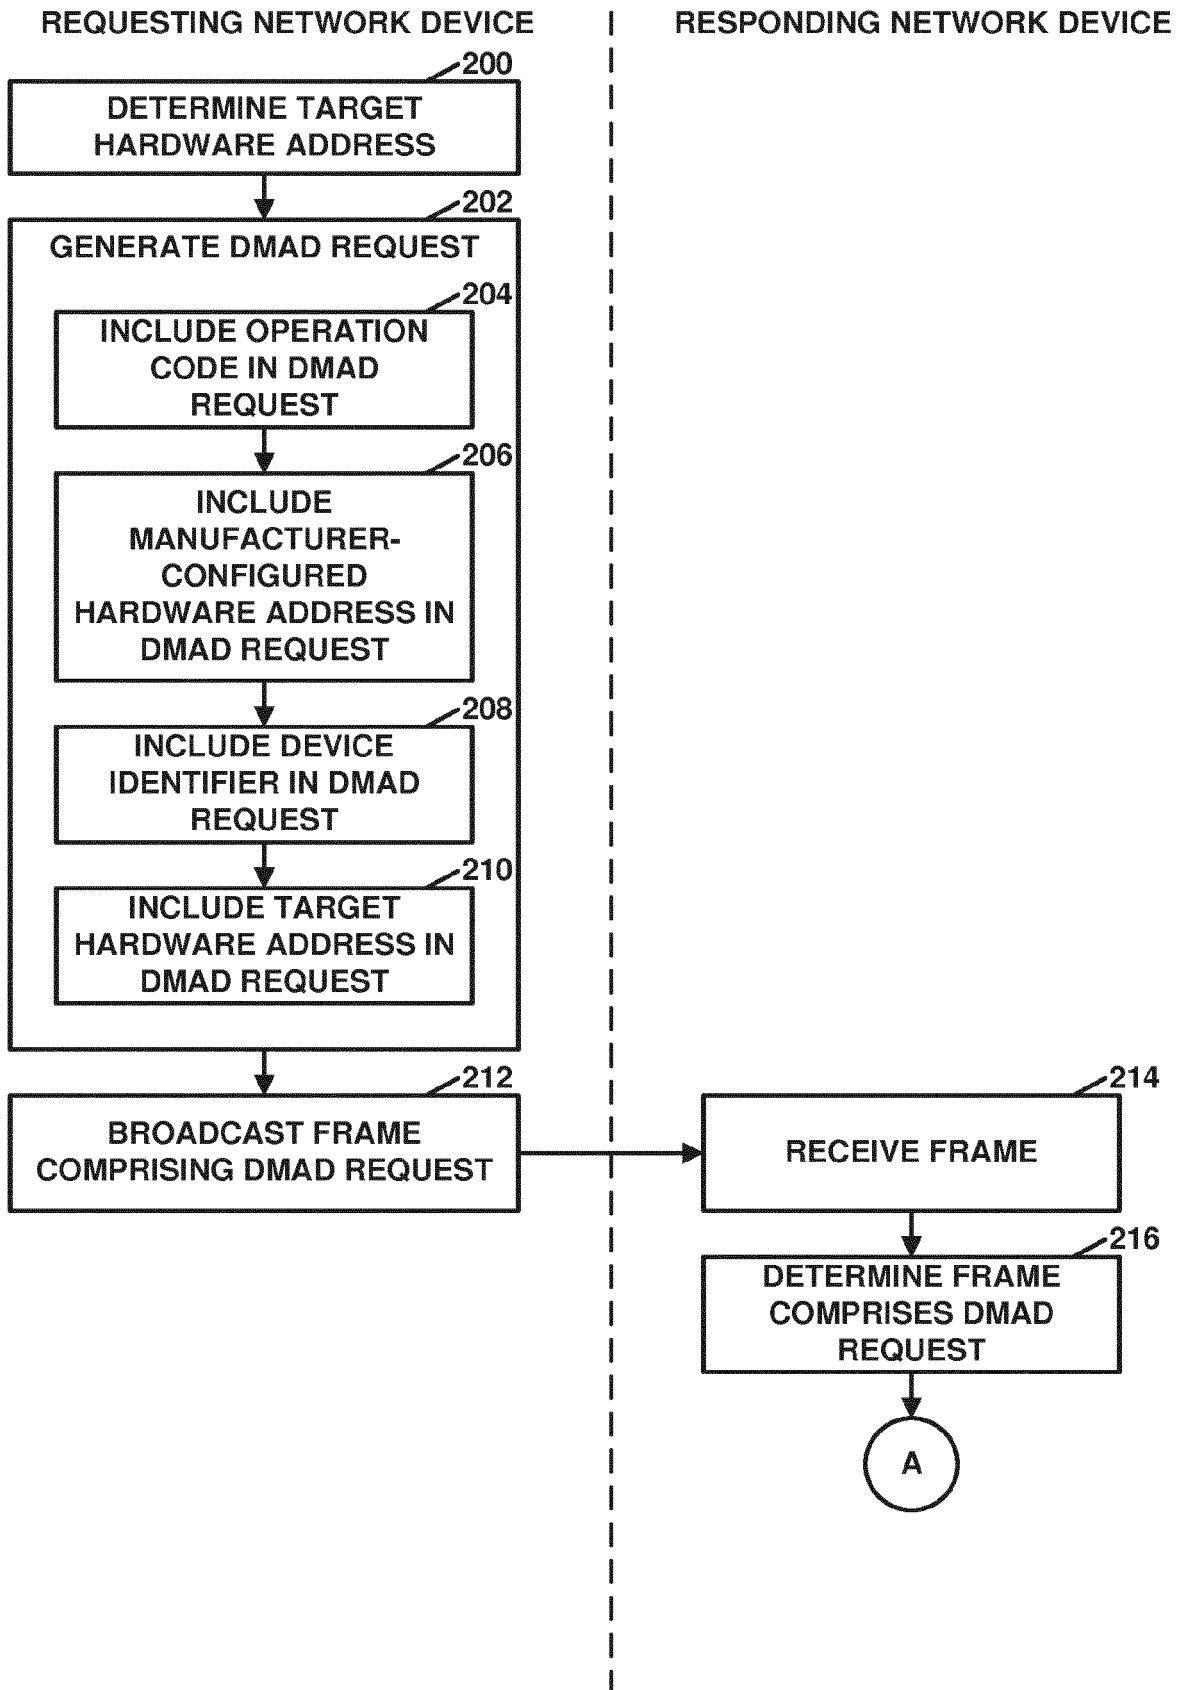 REQUESTING NETWORK DEVICE
RESPONDING NETWORK DEVICE
200
DETERMINE TARGET
HARDWARE ADDRESS
202
GENERATE DMAD REQUEST
204
INCLUDE OPERATION
CODE IN DMAD
REQUEST
206
INCLUDE
MANUFACTURER-
CONFIGURED
HARDWARE ADDRESS IN
DMAD REQUEST
208
INCLUDE DEVICE
IDENTIFIER IN DMAD
REQUEST
210
INCLUDE TARGET
HARDWARE ADDRESS IN
DMAD REQUEST
212
BROADCAST FRAME
COMPRISING DMAD REQUEST
214
RECEIVE FRAME
216
DETERMINE FRAME
COMPRISES DMAD
REQUEST
A